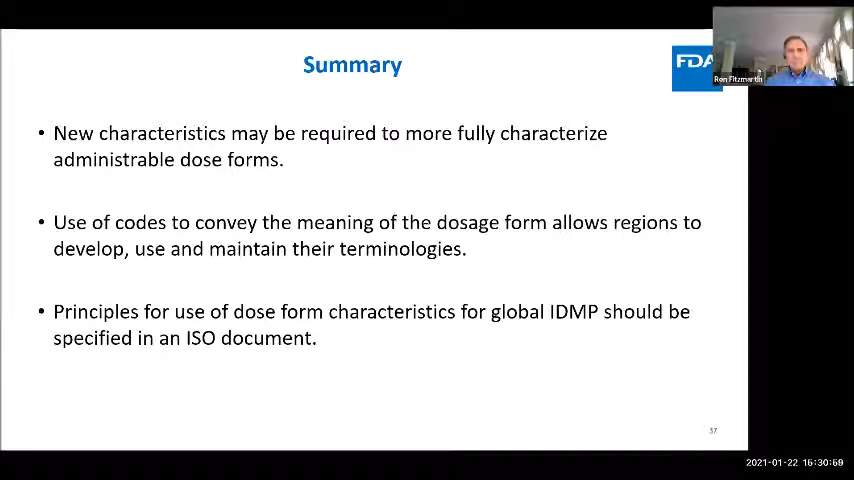 Summary
FDA
Ron Fitzmartin
• New characteristics may be required to more fully characterize
administrable dose forms.
• Use of codes to convey the meaning of the dosage form allows regions to
develop, use and maintain their terminologies.
• Principles for use of dose form characteristics for global IDMP should be
specified in an ISO document.
37
2021-01-22 16:30:59